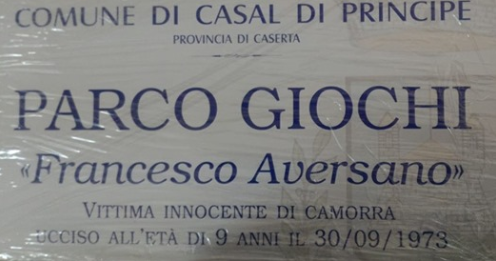 COMUNE DI CASAL DI PRINCIPE
PROVINCIA DI CASERTA
PARCO GIOCHI
«Francesco Aversano»
VITTIMA INNOCENTE DI CAMORRA
UCCISO ALL'ETÀ DI 9 ANNI IL 30/09/1973